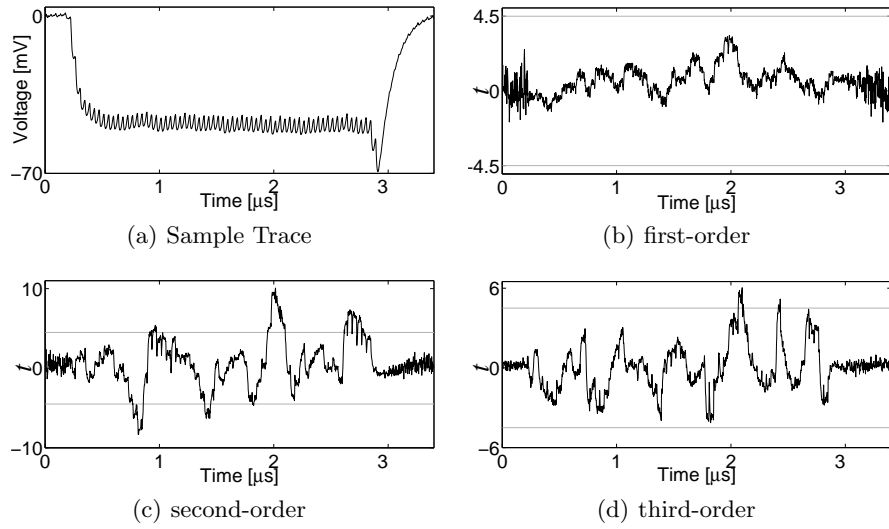 0
−70
Voltage [mV]
0 1 2 3
Time [μs]
(a) Sample Trace
4.5
0
−4.5
t
0 1 2 3
Time [μs]
(b) first-order
10
0
−10
t
0 1 2 3
Time [μs]
(c) second-order
6
0
−6
t
0 1 2 3
Time [μs]
(d) third-order